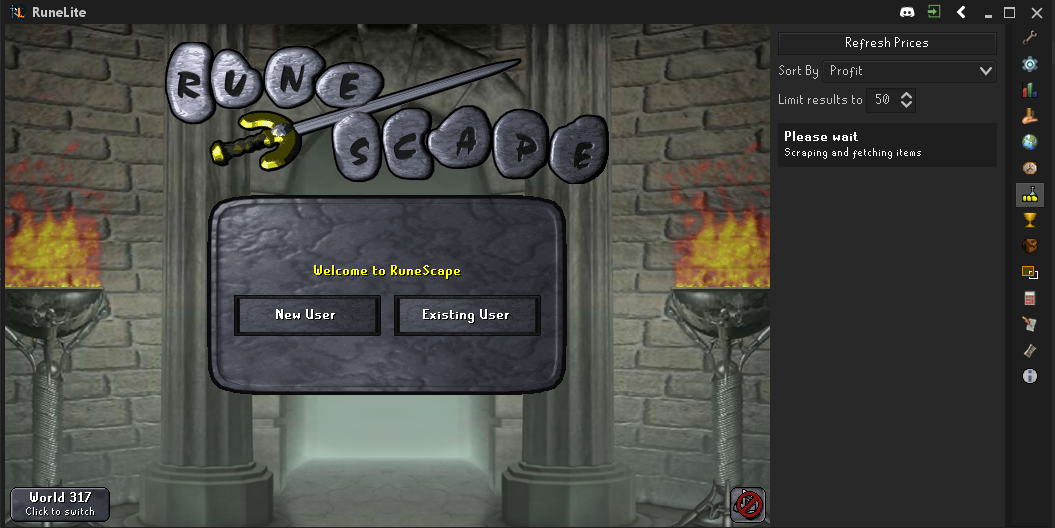 RuneLite
RUNE
SCAPE
Welcome to RuneScape
New User
Existing User
World 317
Click to switch
Refresh Prices
Sort By Profit
Limit results to 50
Please wait
Scraping and fetching items